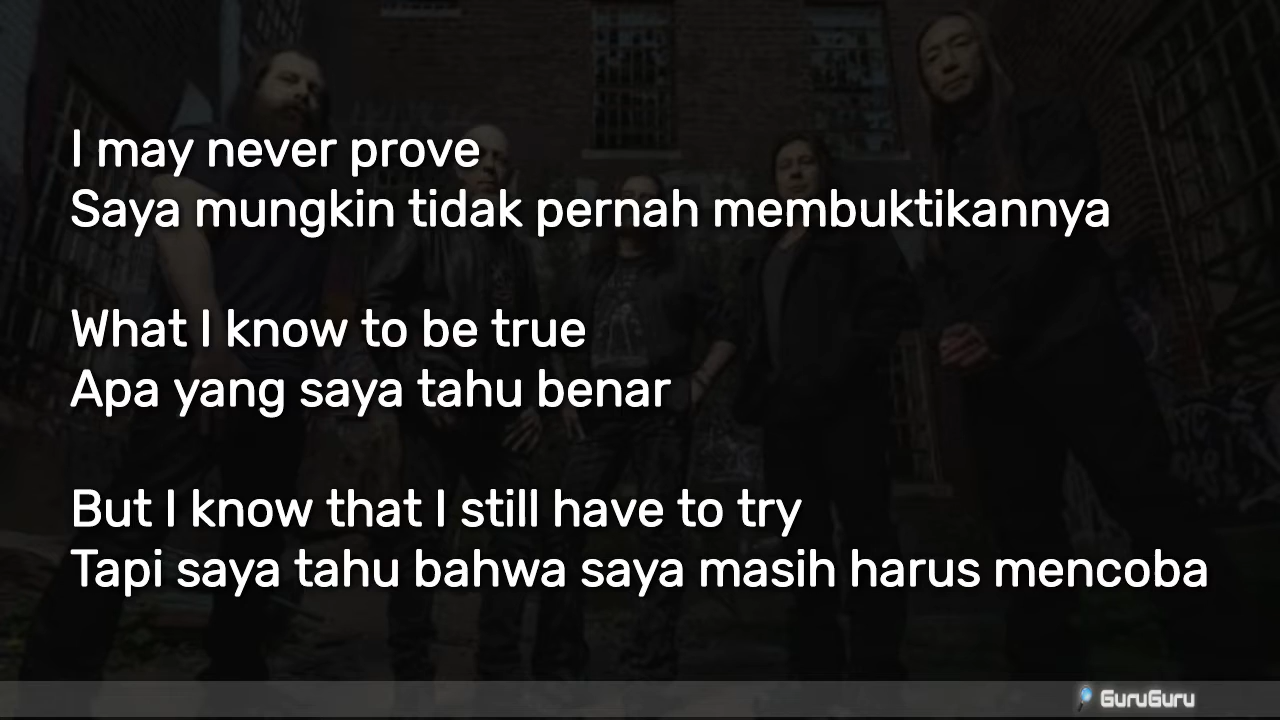 I may never prove
Saya mungkin tidak pernah membuktikannya
What I know to be true
Apa yang saya tahu benar
But I know that I still have to try
Tapi saya tahu bahwa saya masih harus mencoba
GuruGuru